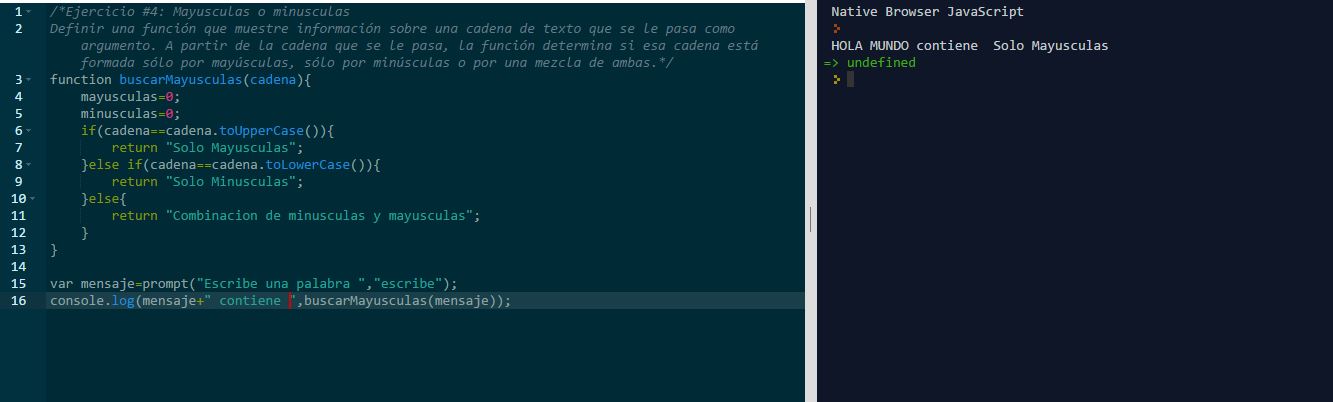 1 /*Ejercicio #4: Mayusculas o minusculas
2 Definir una función que muestre información sobre una cadena de texto que se le pasa como
argumento. A partir de la cadena que se le pasa, la función determina si esa cadena está
formada sólo por mayúsculas, sólo por minúsculas o por una mezcla de ambas.*/
3 function buscarMayusculas(cadena){
4     mayusculas=0;
5     minusculas=0;
6     if(cadena==cadena.toUpperCase()){
7         return "Solo Mayusculas";
8     }else if(cadena==cadena.toLowerCase()){
9         return "Solo Minusculas";
10     }else{
11         return "Combinacion de minusculas y mayusculas";
12     }
13 }
14
15 var mensaje=prompt("Escribe una palabra ","escribe");
16 console.log(mensaje+" contiene ",buscarMayusculas(mensaje));
Native Browser JavaScript
HOLA MUNDO contiene  Solo Mayusculas
=> undefined